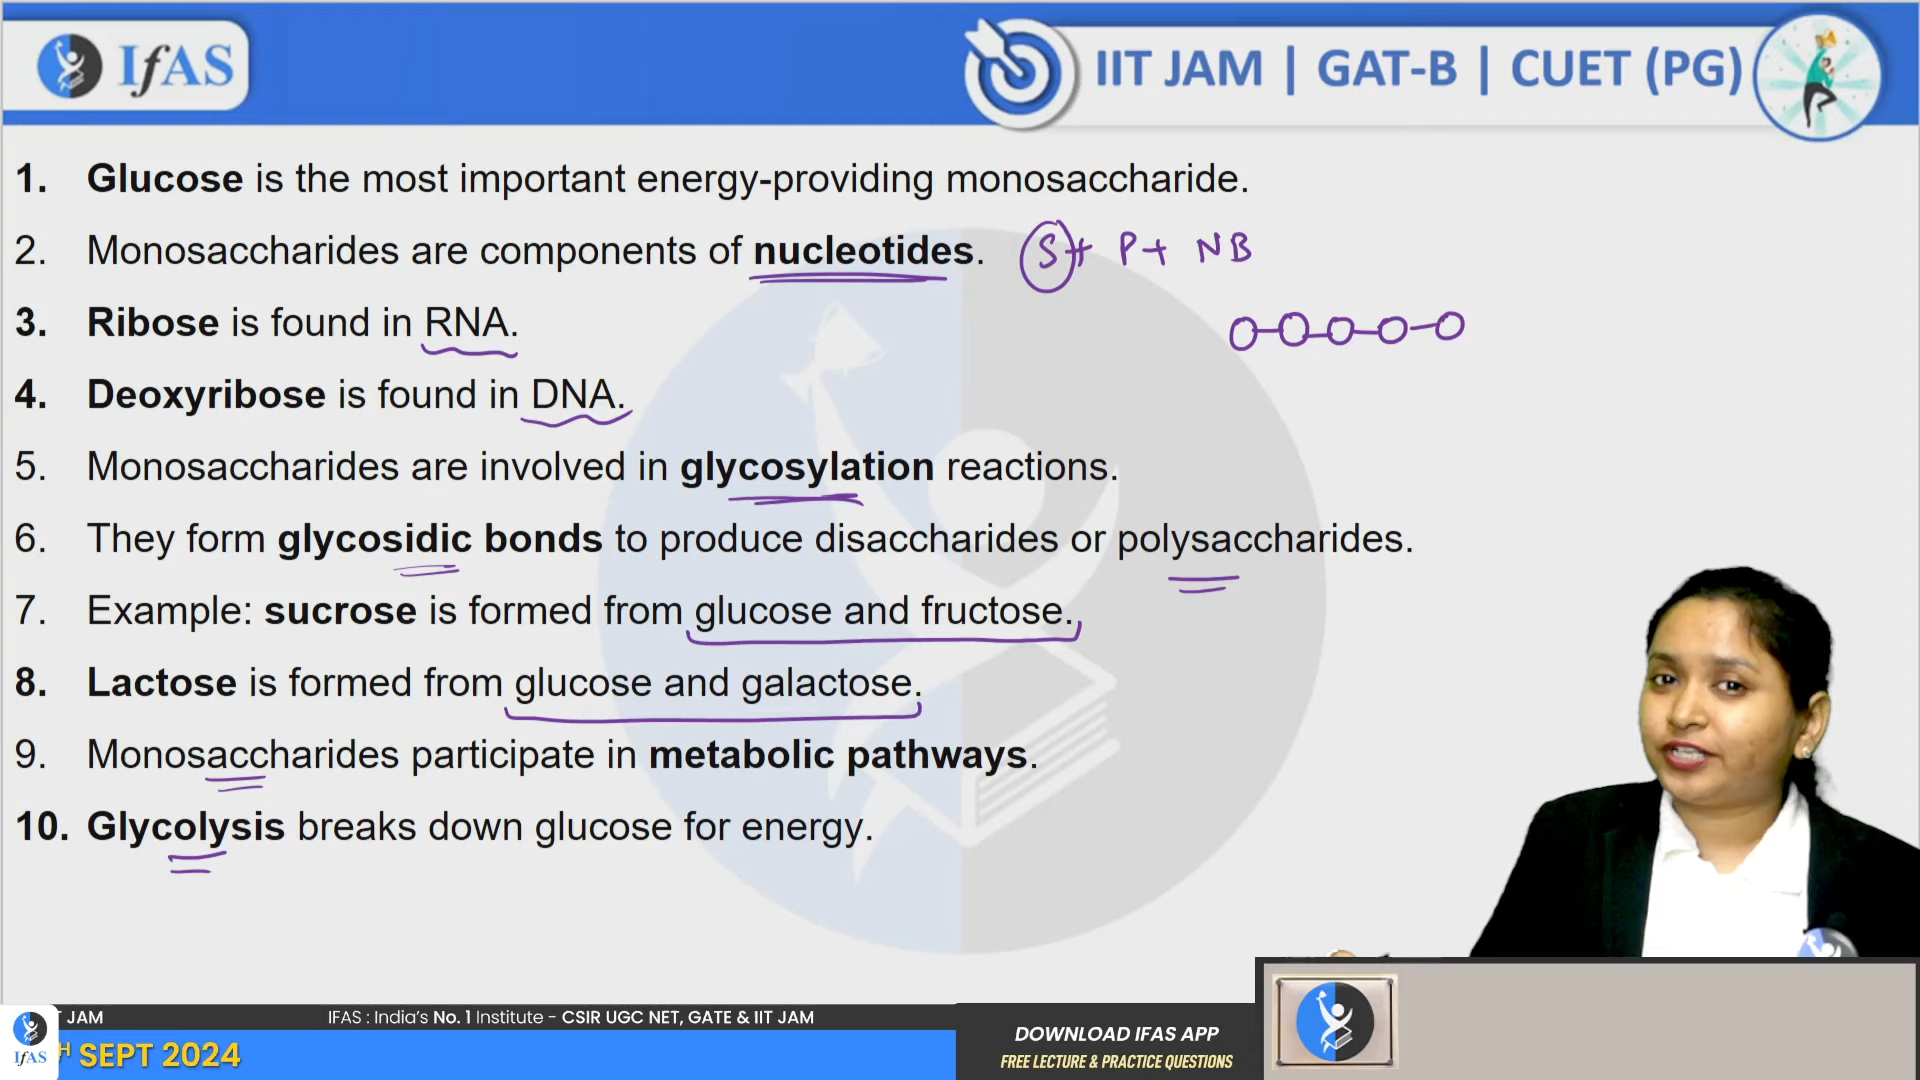 IfAS
IIT JAM | GAT-B | CUET (PG)
1. Glucose is the most important energy-providing monosaccharide.
2. Monosaccharides are components of nucleotides. S + P + NB
3. Ribose is found in RNA.
4. Deoxyribose is found in DNA.
5. Monosaccharides are involved in glycosylation reactions.
6. They form glycosidic bonds to produce disaccharides or polysaccharides.
7. Example: sucrose is formed from glucose and fructose.
8. Lactose is formed from glucose and galactose.
9. Monosaccharides participate in metabolic pathways.
10. Glycolysis breaks down glucose for energy.
JAM IFAS : India's No. 1 Institute - CSIR UGC NET, GATE & IIT JAM
IfAS
H SEPT 2024
DOWNLOAD IFAS APP
FREE LECTURE & PRACTICE QUESTIONS